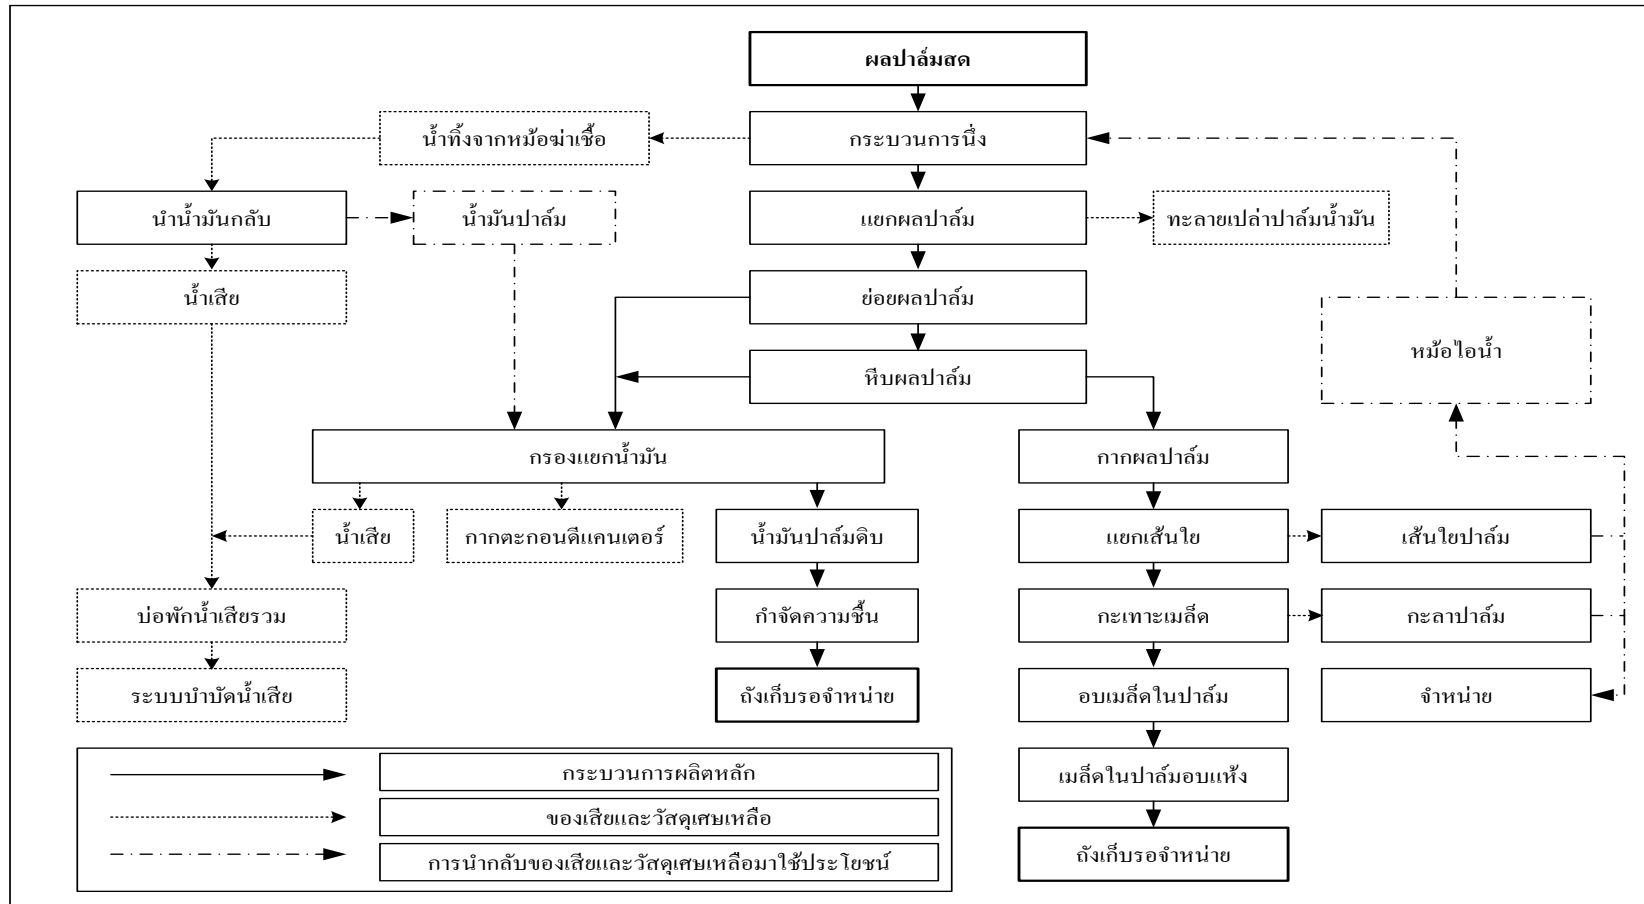 ผลปาล์มสด
น้ำทิ้งจากหม้อฆ่าเชื้อ
กระบวนการนึ่ง
นำน้ำมันกลับ
น้ำมันปาล์ม
แยกผลปาล์ม
ทะลายเปล่าปาล์มน้ำมัน
น้ำเสีย
ย่อยผลปาล์ม
หม้อไอน้ำ
หีบผลปาล์ม
กรองแยกน้ำมัน
กากผลปาล์ม
น้ำเสีย
กากตะกอนดีแคนเตอร์
น้ำมันปาล์มดิบ
แยกเส้นใย
เส้นใยปาล์ม
บ่อพักน้ำเสียรวม
กำจัดความชื้น
กะเทาะเมล็ด
กะลาปาล์ม
ระบบบำบัดน้ำเสีย
ถังเก็บรอจำหน่าย
อบเมล็ดในปาล์ม
จำหน่าย
กระบวนการผลิตหลัก
เมล็ดในปาล์มอบแห้ง
ของเสียและวัสดุเศษเหลือ
การนำกลับของเสียและวัสดุเศษเหลือมาใช้ประโยชน์
ถังเก็บรอจำหน่าย